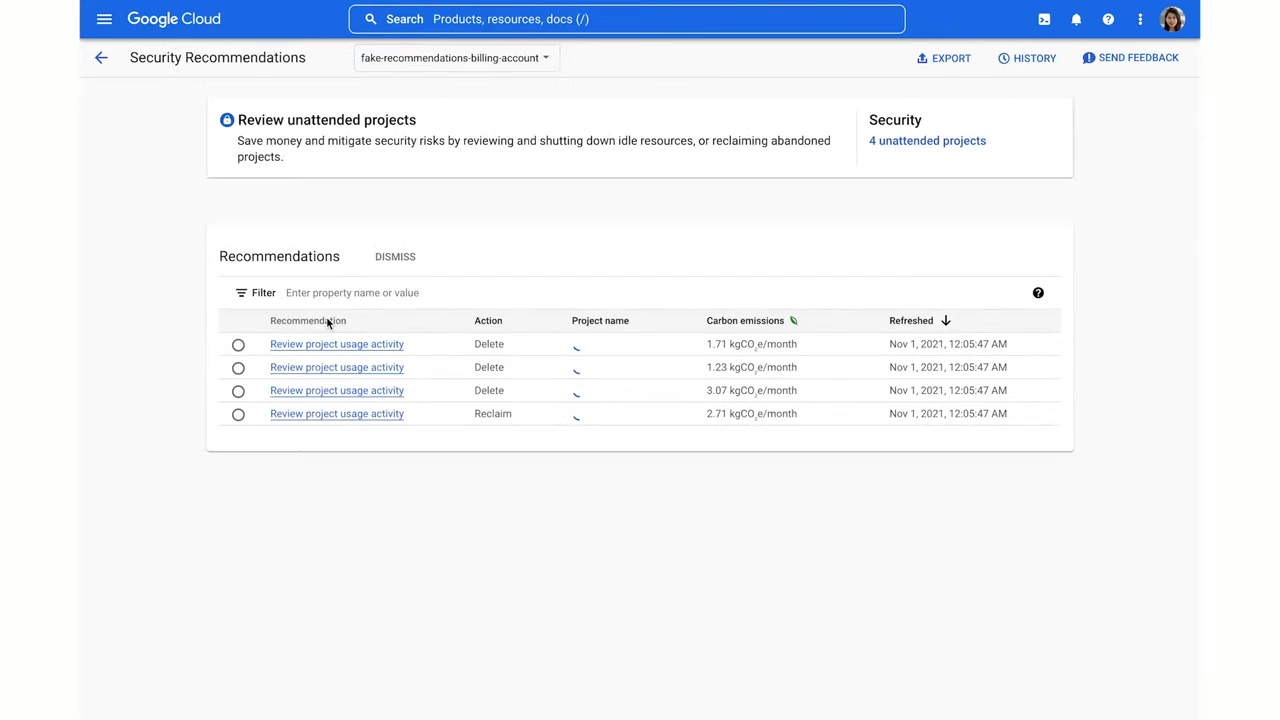 Google Cloud
Search Products, resources, docs (/)
Security Recommendations
fake-recommendations-billing-account
EXPORT
HISTORY
SEND FEEDBACK
Review unattended projects
Save money and mitigate security risks by reviewing and shutting down idle resources, or reclaiming abandoned
projects.
Security
4 unattended projects
Recommendations
DISMISS
Filter Enter property name or value
Recommendation Action Project name Carbon emissions Refreshed
Review project usage activity Delete 1.71 kgCO₂e/month Nov 1, 2021, 12:05:47 AM
Review project usage activity Delete 1.23 kgCO₂e/month Nov 1, 2021, 12:05:47 AM
Review project usage activity Delete 3.07 kgCO₂e/month Nov 1, 2021, 12:05:47 AM
Review project usage activity Reclaim 2.71 kgCO₂e/month Nov 1, 2021, 12:05:47 AM